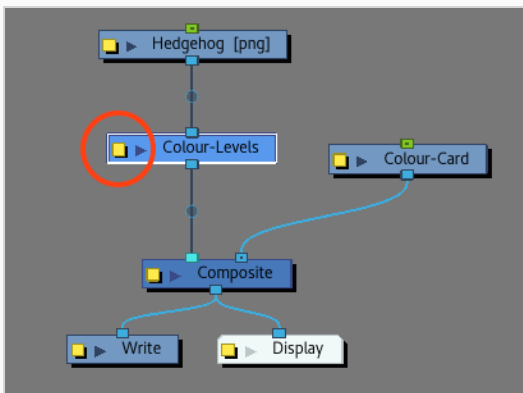 Hedgehog [png]
Colour-Levels
Colour-Card
Composite
Write
Display